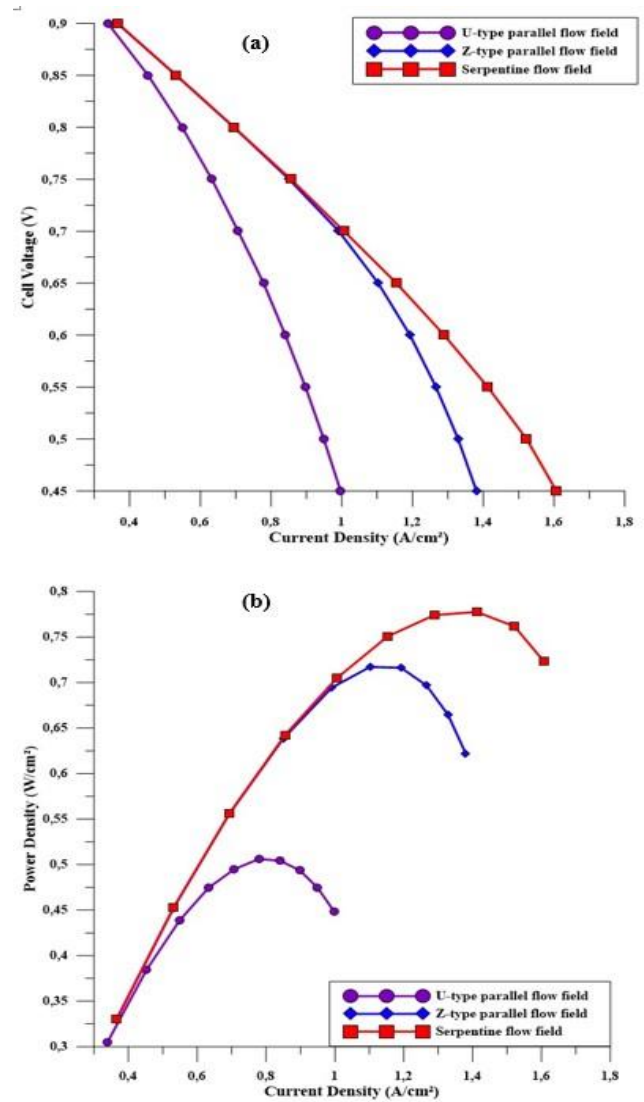 (a)
U-type parallel flow field
Z-type parallel flow field
Serpentine flow field
0,9
0,85
0,8
0,75
0,7
0,65
0,6
0,55
0,5
0,45
Cell Voltage (V)
0,4 0,6 0,8 1 1,2 1,4 1,6 1,8
Current Density (A/cm²)
(b)
0,8
0,75
0,7
0,65
0,6
0,55
0,5
0,45
0,4
0,35
0,3
Power Density (W/cm²)
U-type parallel flow field
Z-type parallel flow field
Serpentine flow field
0,4 0,6 0,8 1 1,2 1,4 1,6 1,8
Current Density (A/cm²)